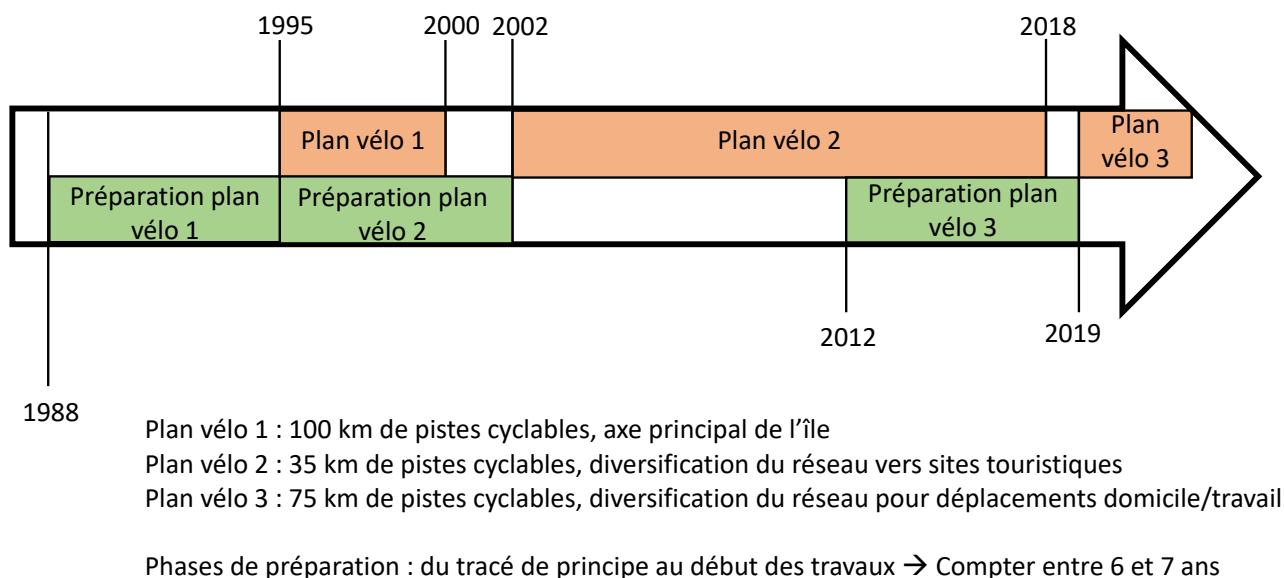 1995
2000
2002
2018
Plan vélo 1
Plan vélo 2
Plan
vélo 3
Préparation plan
vélo 1
Préparation plan
vélo 2
Préparation plan
vélo 3
2012
2019
1988
Plan vélo 1 : 100 km de pistes cyclables, axe principal de l’île
Plan vélo 2 : 35 km de pistes cyclables, diversification du réseau vers sites touristiques
Plan vélo 3 : 75 km de pistes cyclables, diversification du réseau pour déplacements domicile/travail
Phases de préparation : du tracé de principe au début des travaux → Compter entre 6 et 7 ans